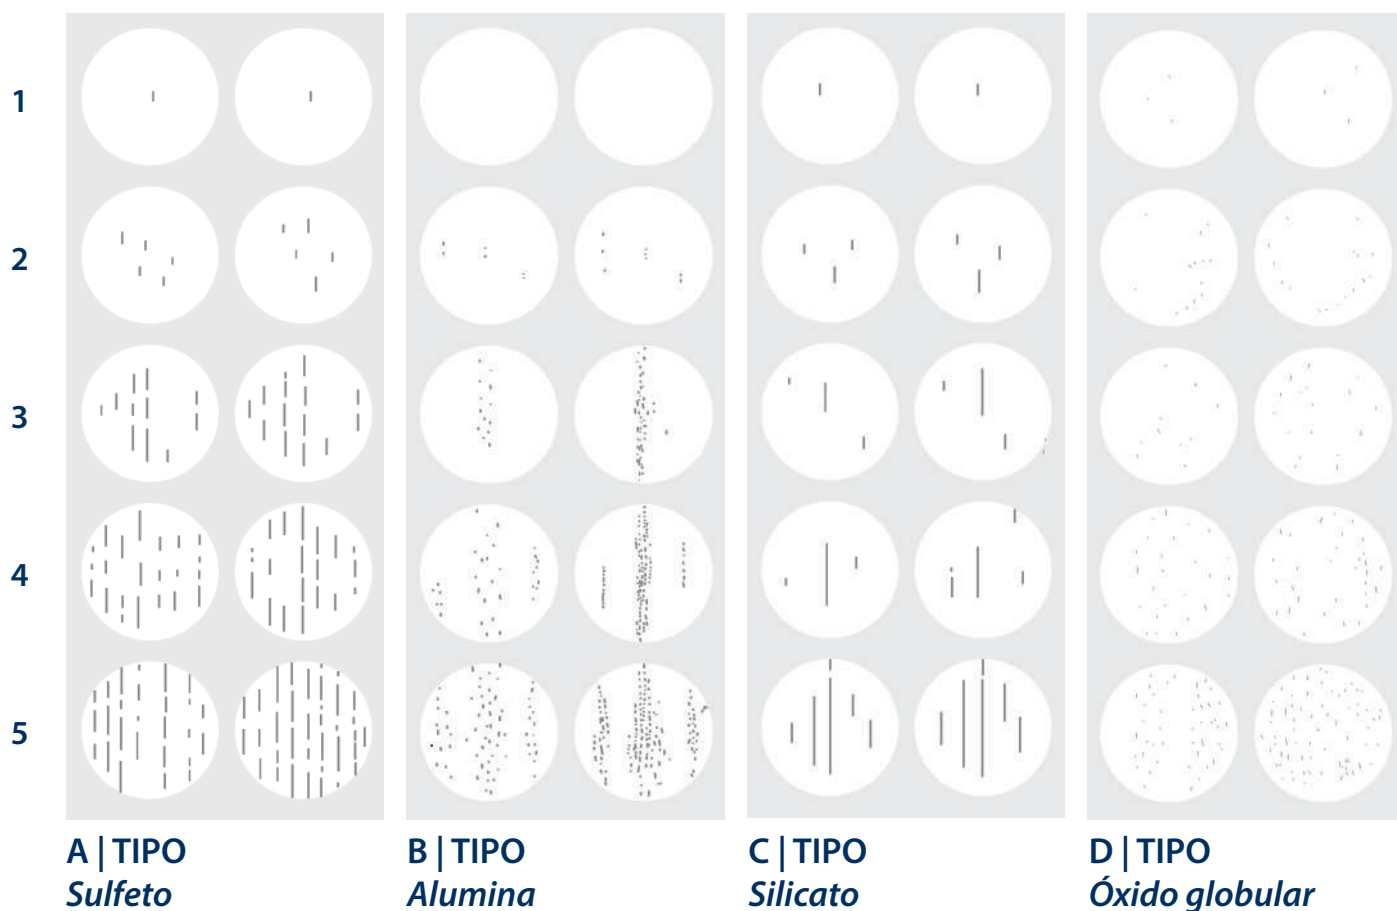 1
2
3
4
5
A | TIPO
Sulfeto
B | TIPO
Alumina
C | TIPO
Silicato
D | TIPO
Óxido globular